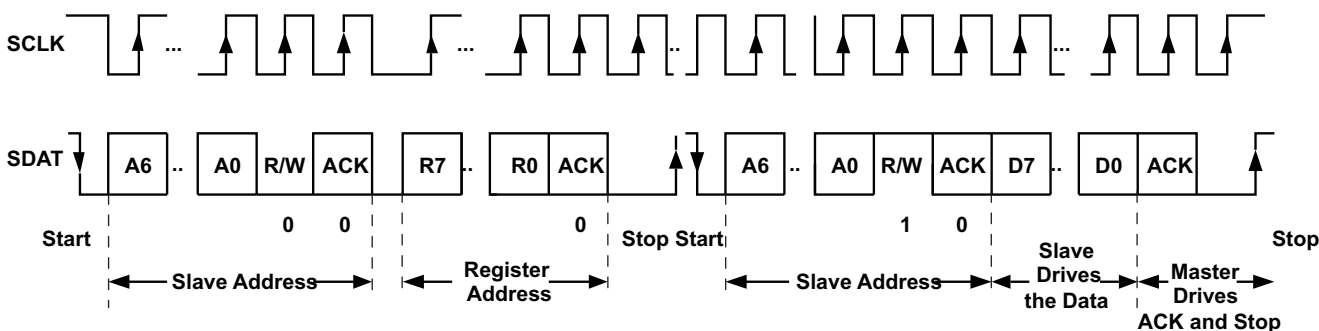 SCLK ... ... .. ...
SDAT A6 .. A0 R/W ACK R7 .. R0 ACK A6 .. A0 R/W ACK D7 .. D0 ACK
0 0 0 1 0
Start Stop Start Stop
Slave Address
Register
Address
Slave Address
Slave
Drives
the Data
Master
Drives
ACK and Stop